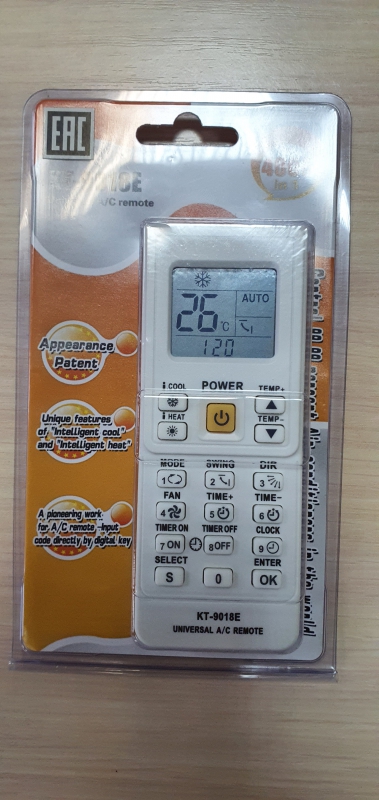 EAC
A/C remote
26 °C
AUTO
120
i COOL
POWER
TEMP+
i HEAT
TEMP-
MODE
SWING
DIR
1
2
3
FAN
TIME+
TIME-
4
5
6
TIMER ON
TIMER OFF
CLOCK
7 ON
8 OFF
9
SELECT
ENTER
S
0
OK
KT-9018E
UNIVERSAL A/C REMOTE
Appearance
Patent
Unique features
of "Intelligent cool"
and "Intelligent heat"
A pioneering work
for A/C remote -input
code directly by digital key